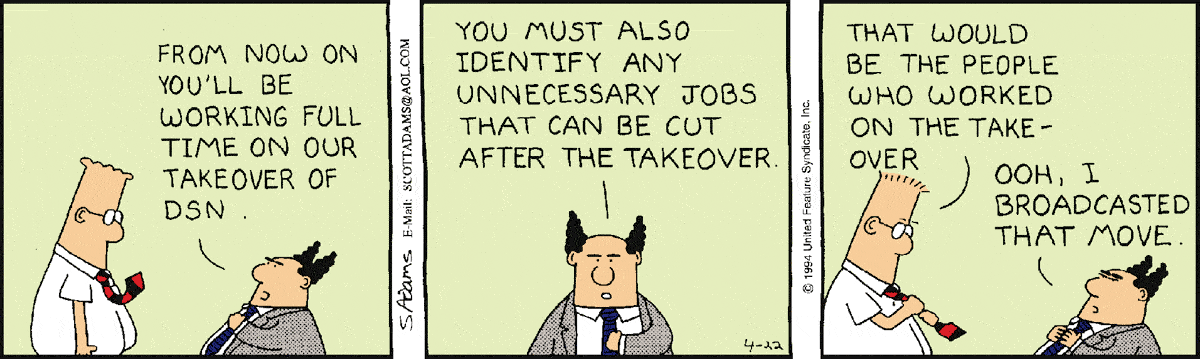 FROM NOW ON
YOU'LL BE
WORKING FULL
TIME ON OUR
TAKEOVER OF
DSN .
S.Adams E-Mail: SCOTTADAMS@AOL.COM
YOU MUST ALSO
IDENTIFY ANY
UNNECESSARY JOBS
THAT CAN BE CUT
AFTER THE TAKEOVER.
4-22
© 1994 United Feature Syndicate, Inc.
THAT WOULD
BE THE PEOPLE
WHO WORKED
ON THE TAKE-
OVER
OOH, I
BROADCASTED
THAT MOVE.